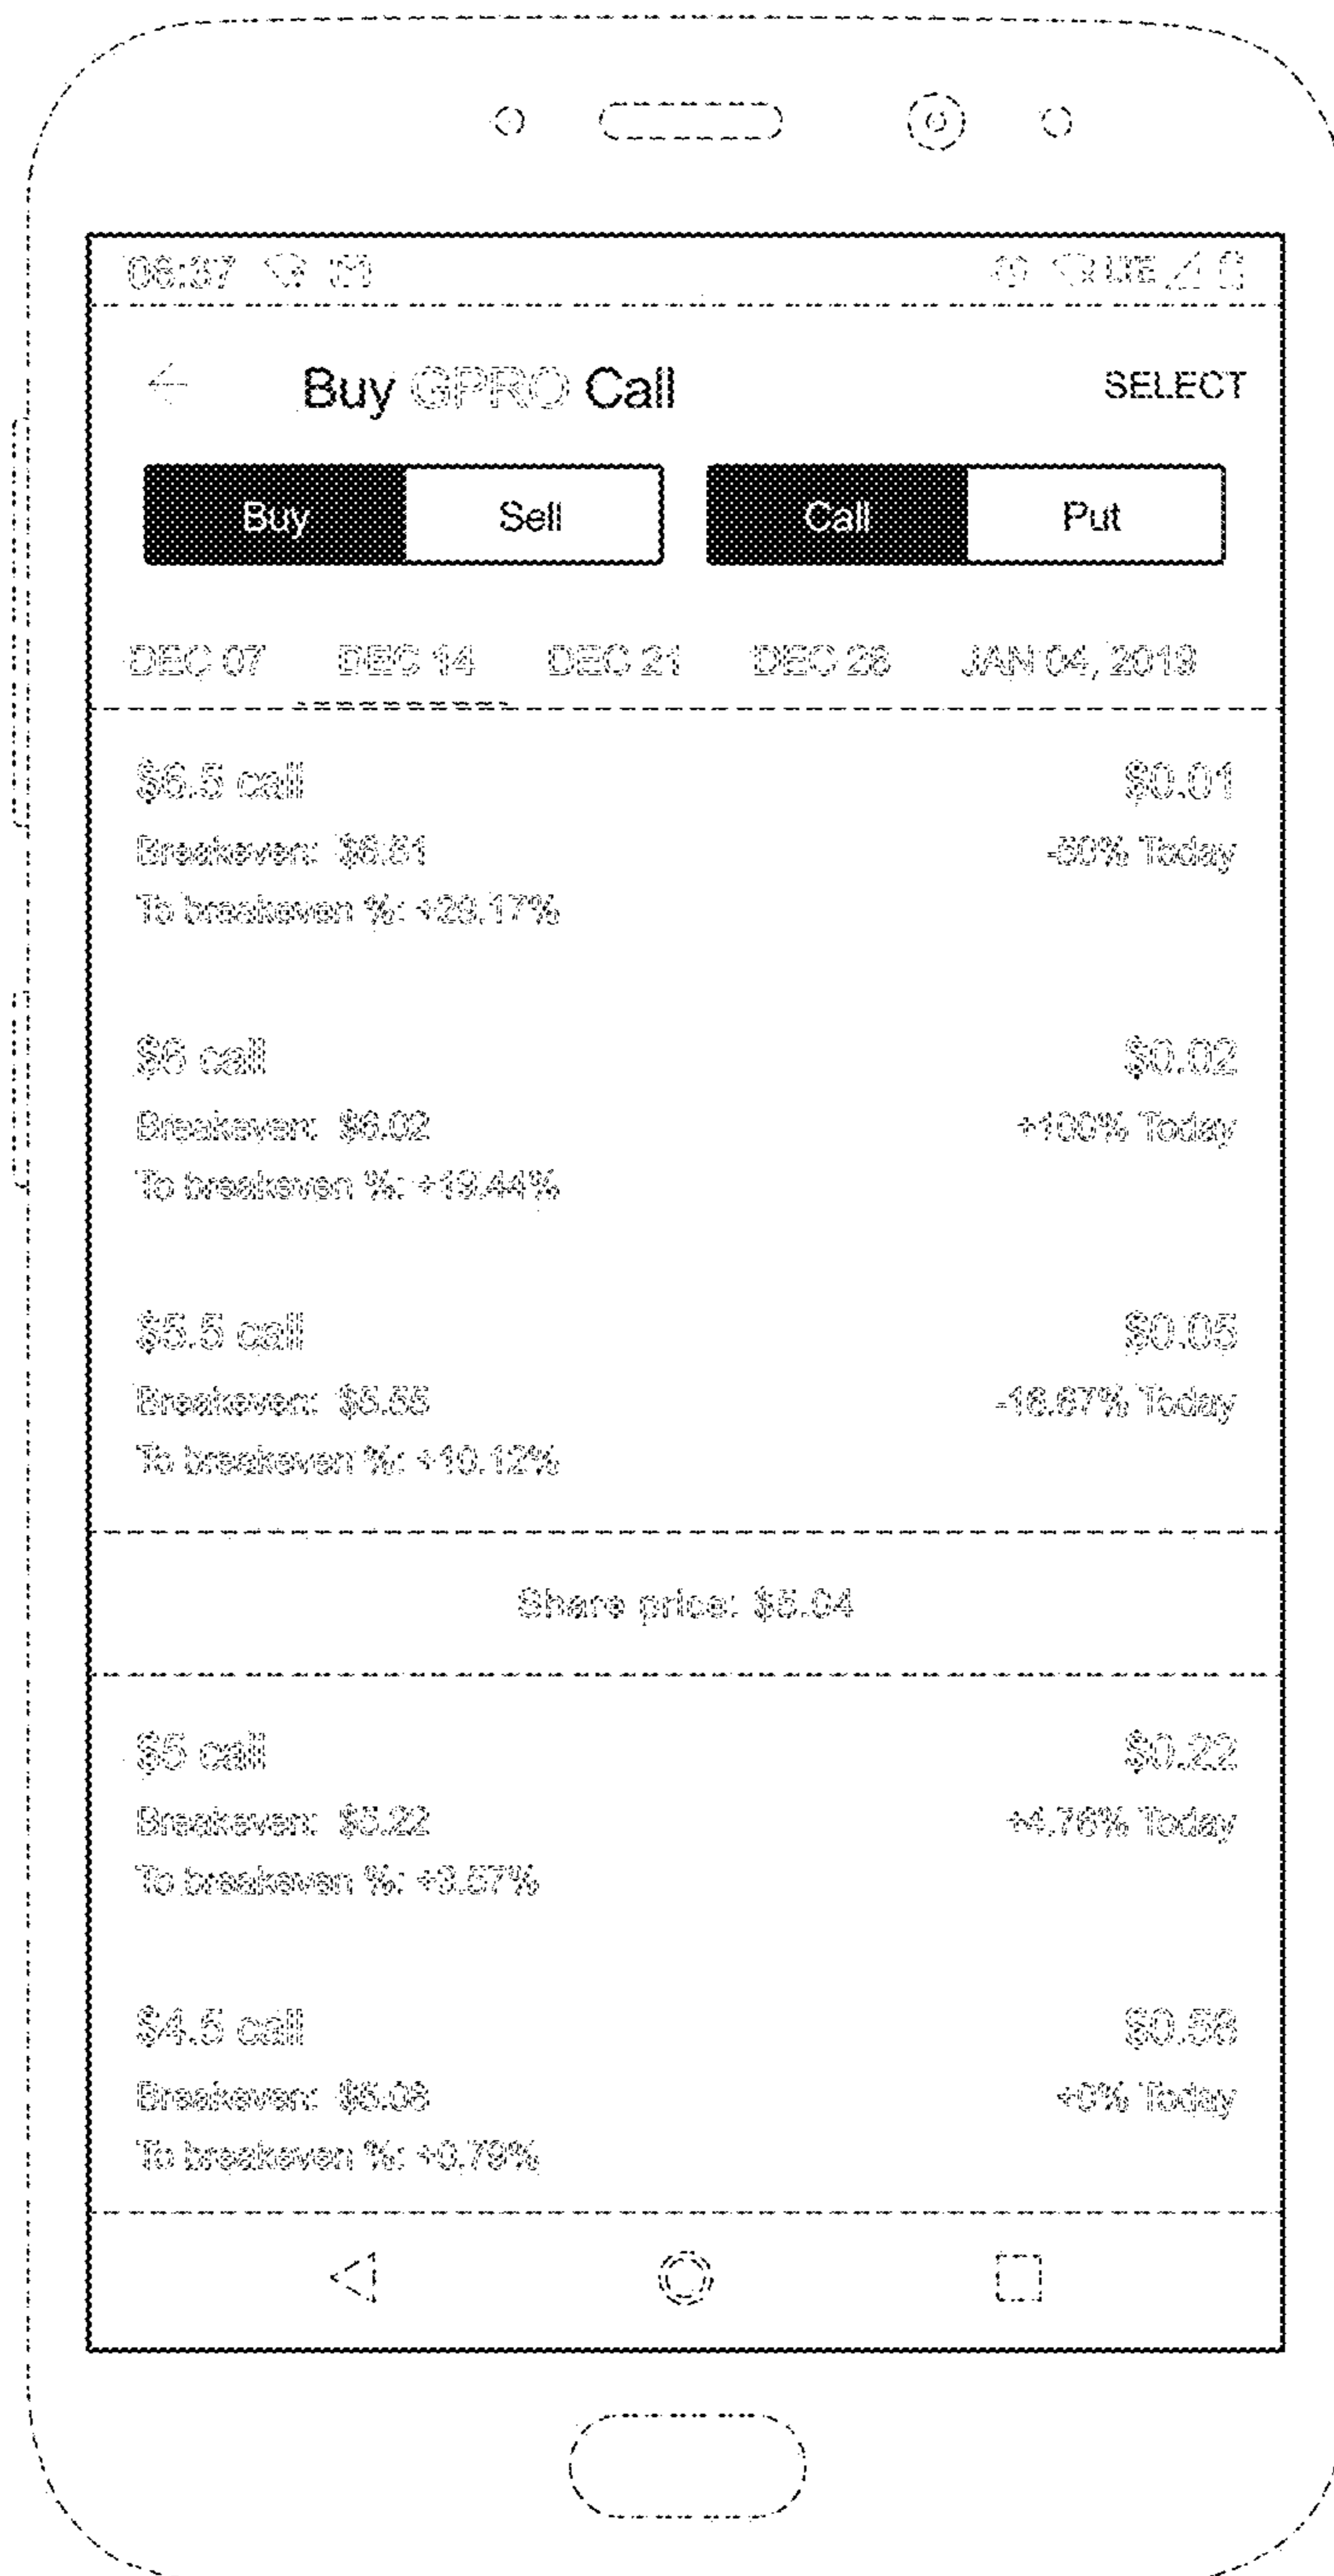 08:37 LTE
Buy GPRO Call SELECT
Buy Sell Call Put
DEC 07 DEC 14 DEC 21 DEC 28 JAN 04, 2019
$6.5 call $0.01
Breakeven: $6.51 -50% Today
To breakeven %: +29.17%
$6 call $0.02
Breakeven: $6.02 +100% Today
To breakeven %: +19.44%
$5.5 call $0.05
Breakeven: $5.55 -16.67% Today
To breakeven %: +10.12%
Share price: $5.04
$5 call $0.22
Breakeven: $5.22 +4.76% Today
To breakeven %: +3.57%
$4.5 call $0.58
Breakeven: $5.08 +0% Today
To breakeven %: +0.79%